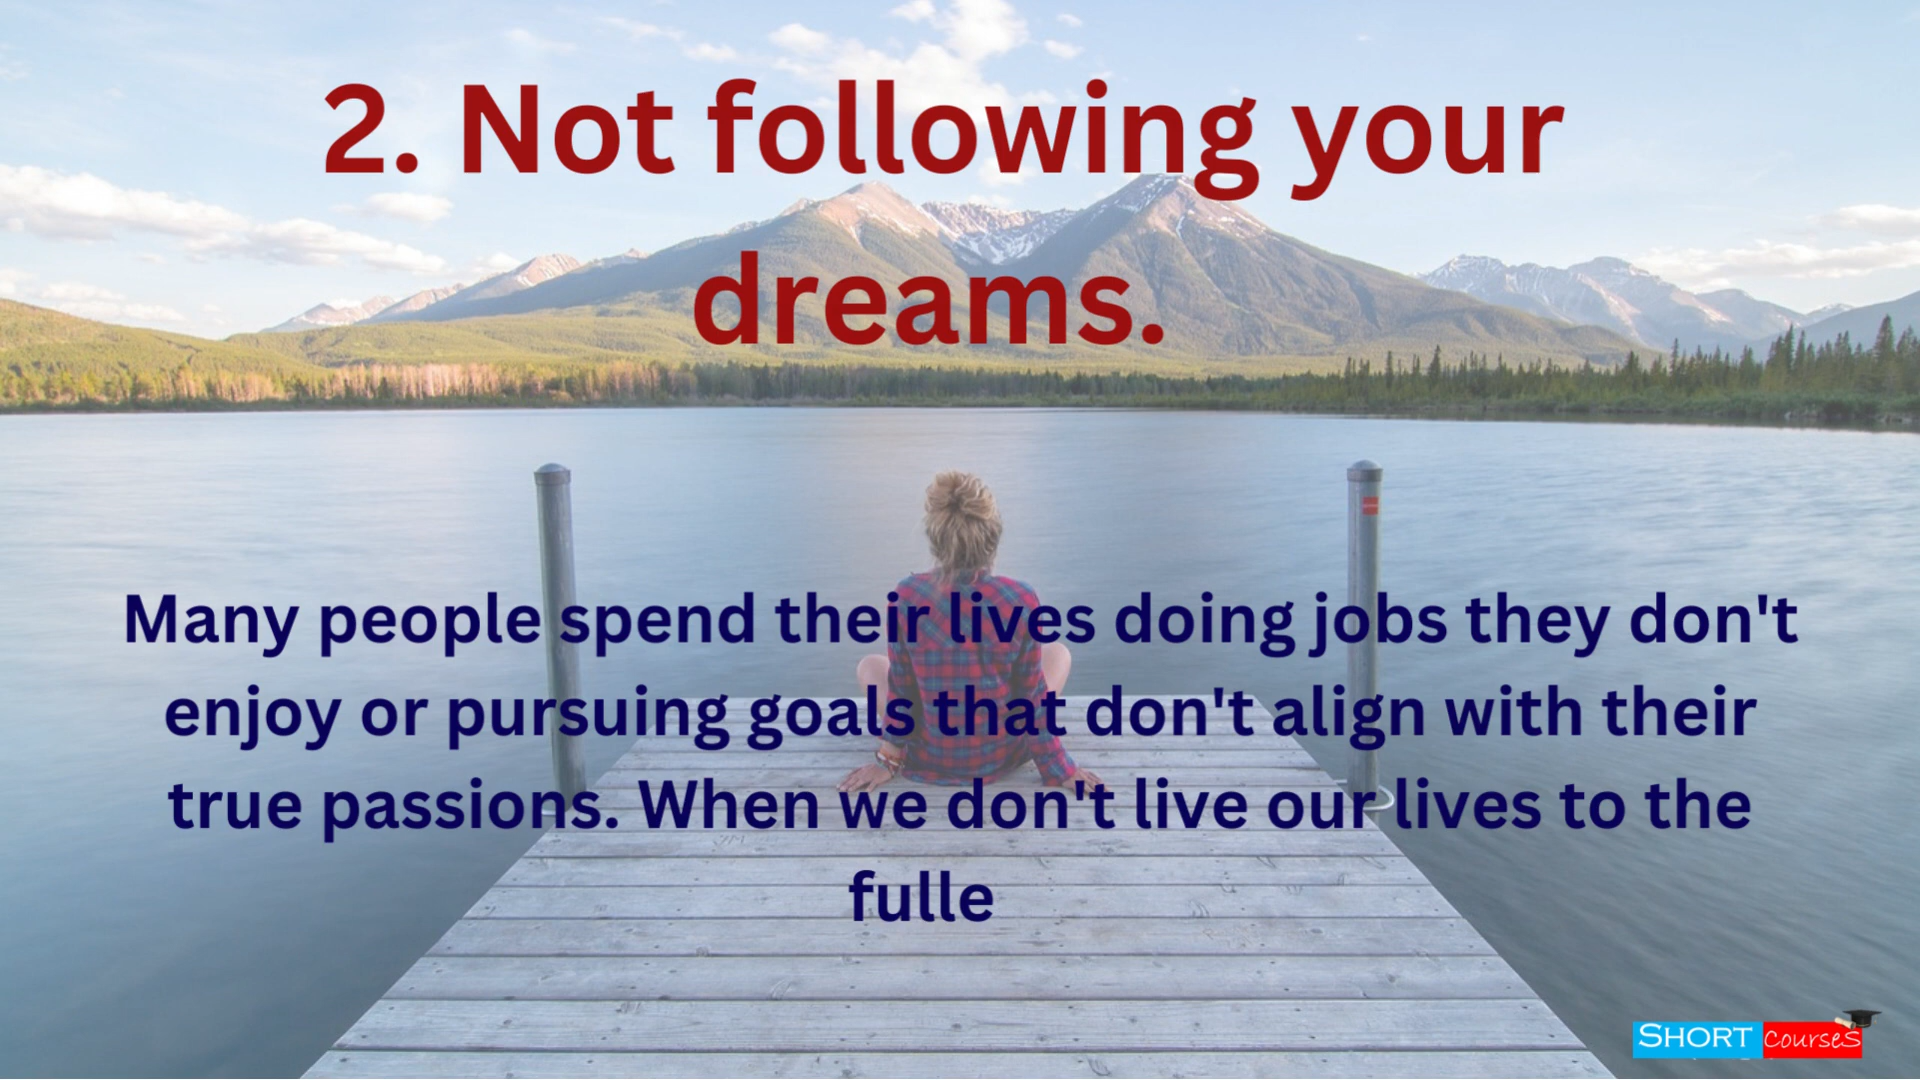 2. Not following your
dreams.
Many people spend their lives doing jobs they don't
enjoy or pursuing goals that don't align with their
true passions. When we don't live our lives to the
fulle
SHORT CourseS